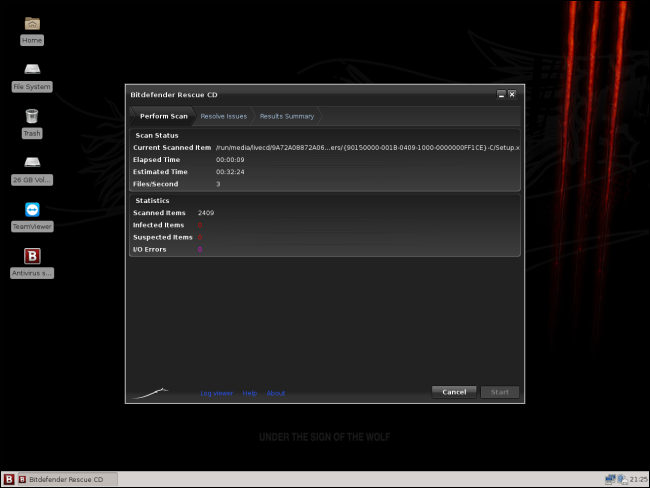 Home
File System
Trash
26 GB Vol...
TeamViewer
Antivirus s...
Bitdefender Rescue CD
Perform Scan
Resolve Issues
Results Summary
Scan Status
Current Scanned Item /run/media/livecd/9A72A08B72A06...ers/{90150000-001B-0409-1000-0000000FF1CE}-C/Setup.x
Elapsed Time 00:00:09
Estimated Time 00:32:24
Files/Second 3
Statistics
Scanned Items 2409
Infected Items 0
Suspected Items 0
I/O Errors 0
Log viewer Help About
Cancel Start
UNDER THE SIGN OF THE WOLF
B B Bitdefender Rescue CD 21:25